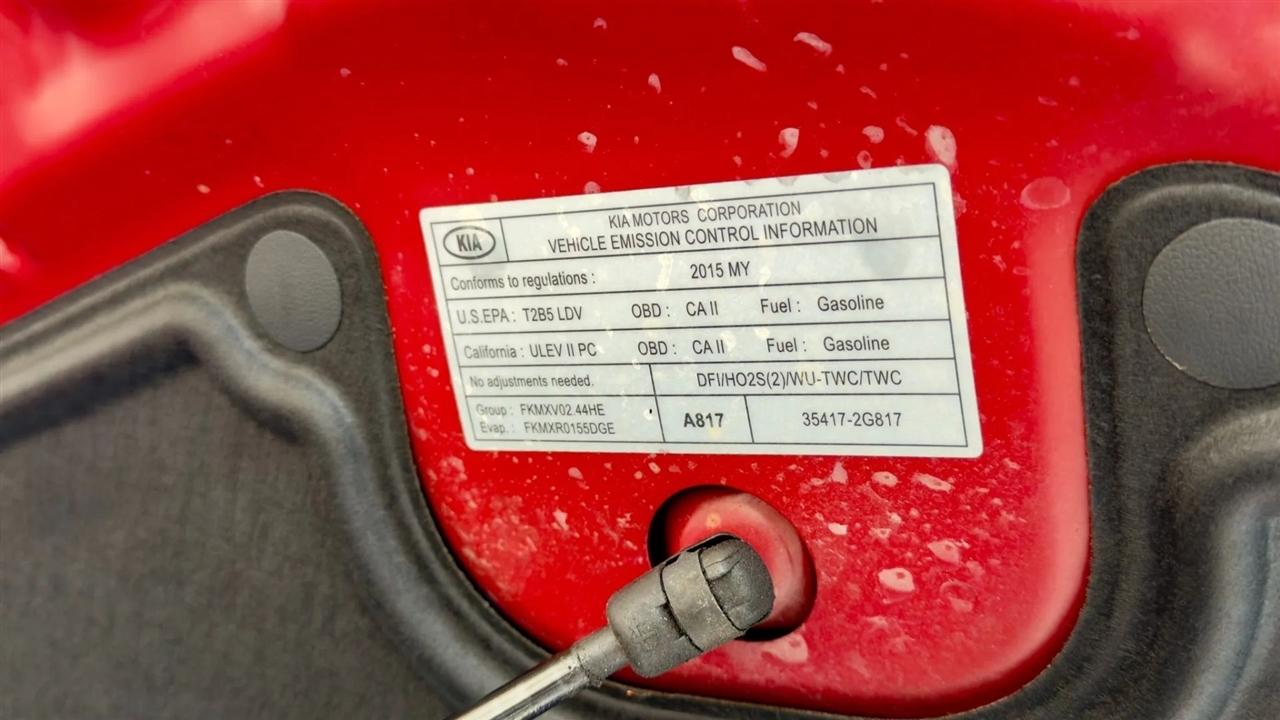 KIA
KIA MOTORS CORPORATION
VEHICLE EMISSION CONTROL INFORMATION
Conforms to regulations : 2015 MY
U.S.EPA : T2B5 LDV OBD : CA II Fuel : Gasoline
California : ULEV II PC OBD : CA II Fuel : Gasoline
No adjustments needed. DFI/HO2S(2)/WU-TWC/TWC
Group : FKMXV02.44HE
Evap. : FKMXR0155DGE
A817 35417-2G817